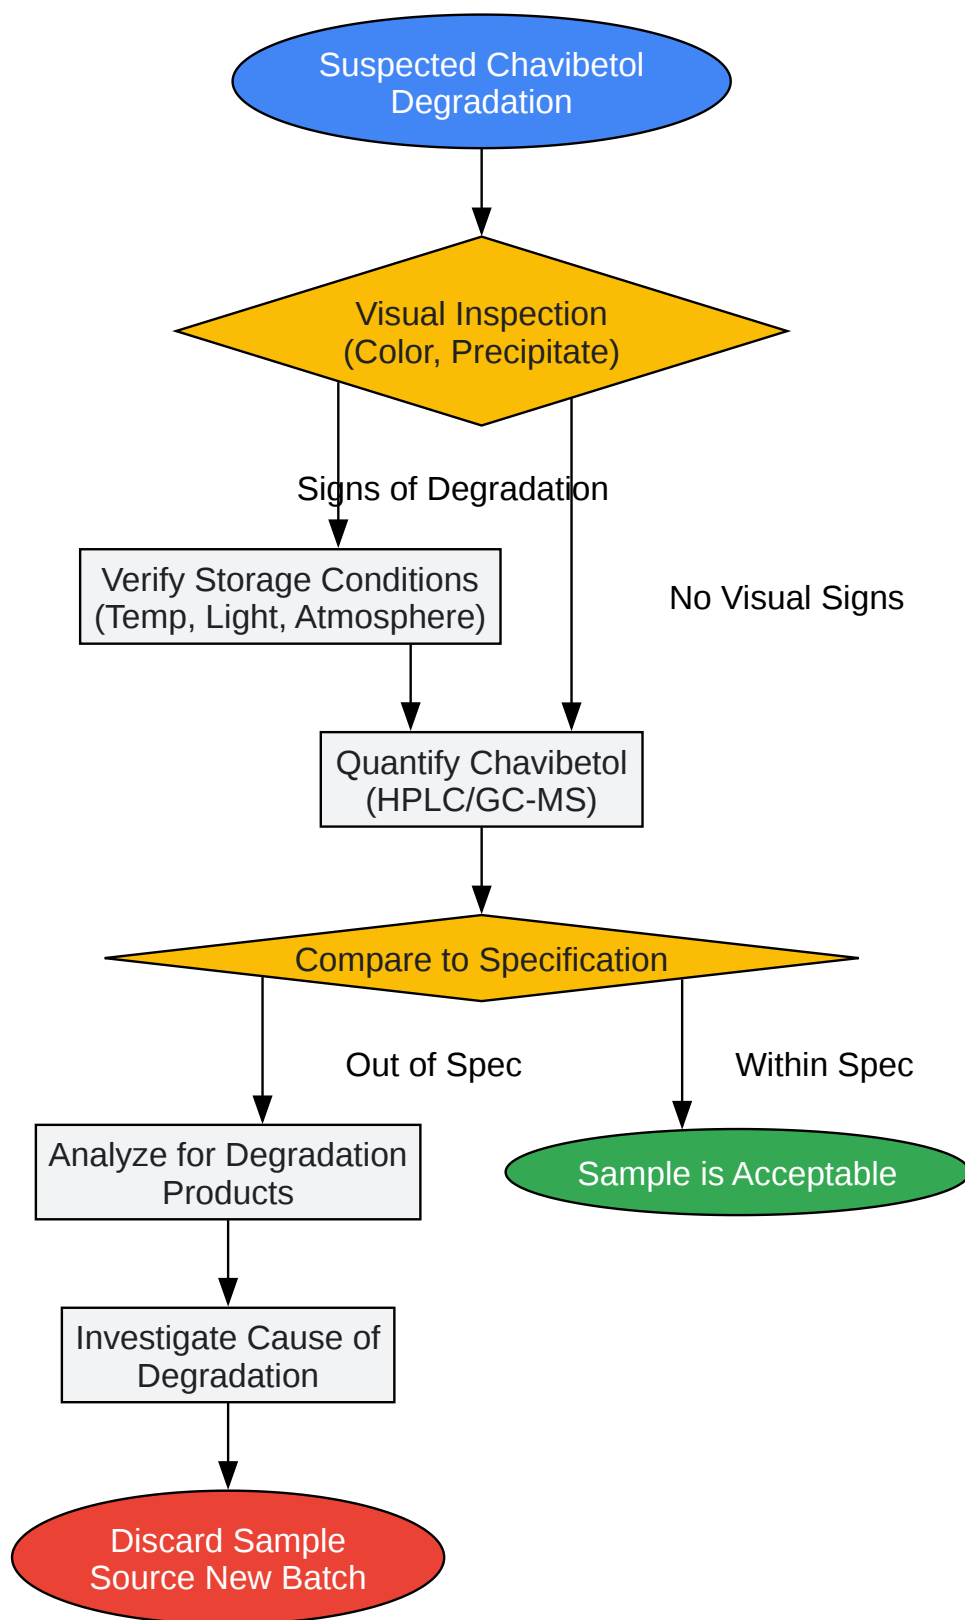 Suspected Chavibetol
Degradation
Visual Inspection
(Color, Precipitate)
Signs of Degradation
Verify Storage Conditions
(Temp, Light, Atmosphere)
No Visual Signs
Quantify Chavibetol
(HPLC/GC-MS)
Compare to Specification
Out of Spec
Within Spec
Analyze for Degradation
Products
Sample is Acceptable
Investigate Cause of
Degradation
Discard Sample
Source New Batch